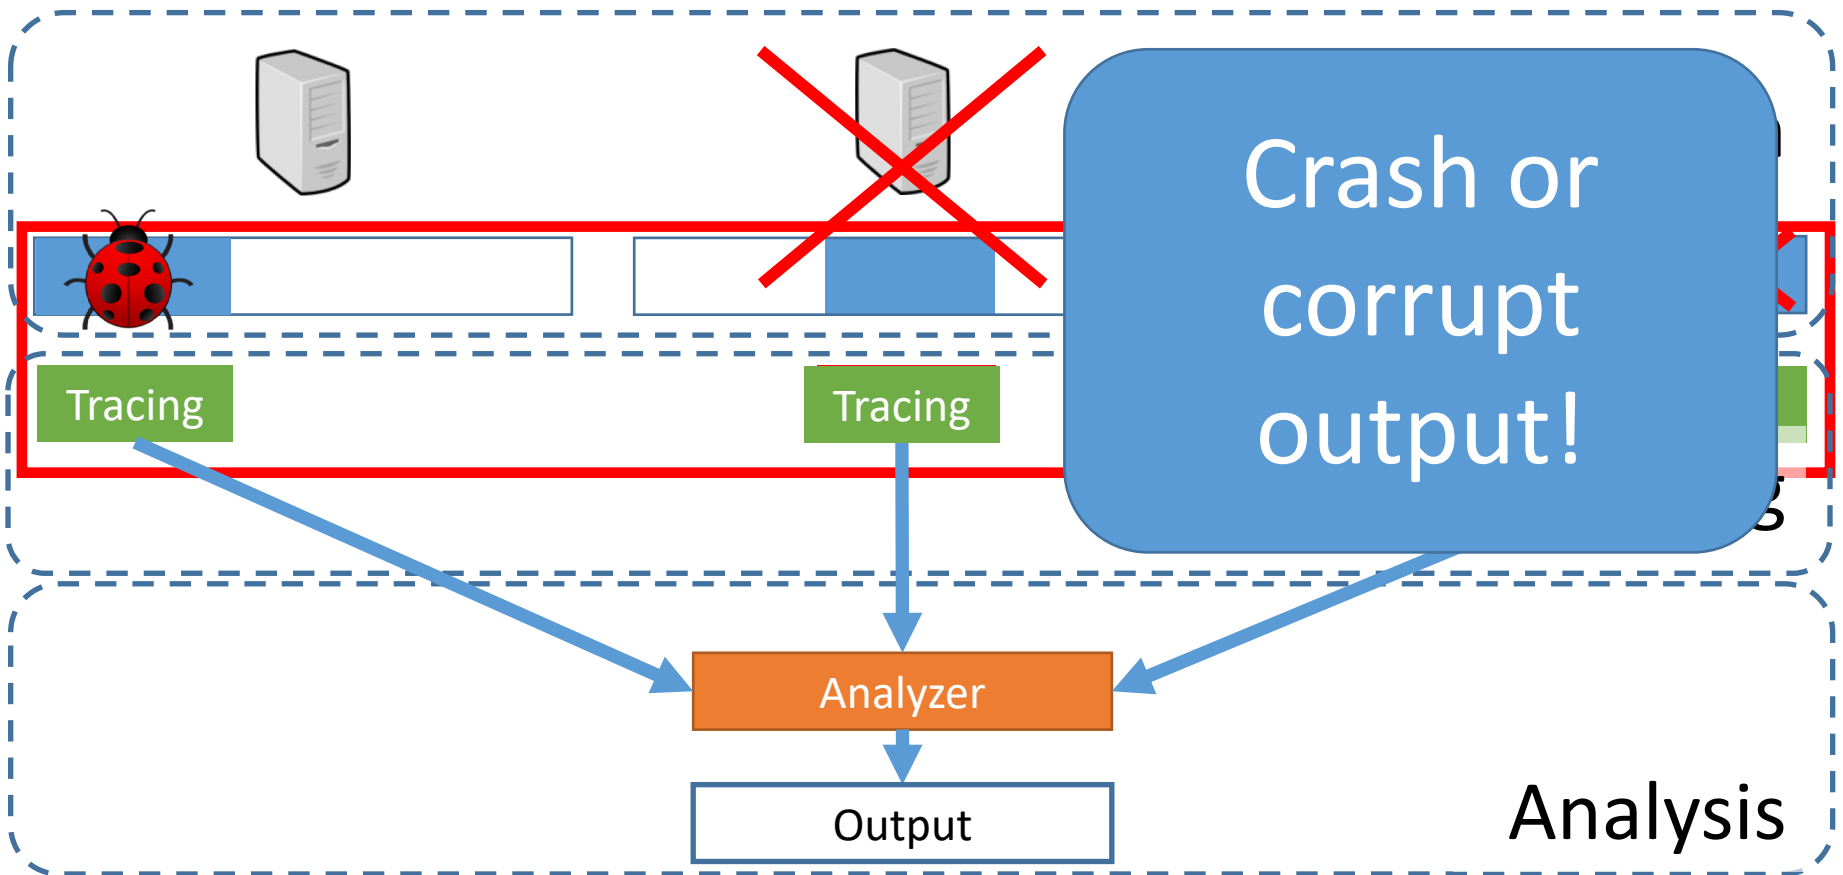 Crash or
corrupt
output!
Tracing
Tracing
Analyzer
Output
Analysis